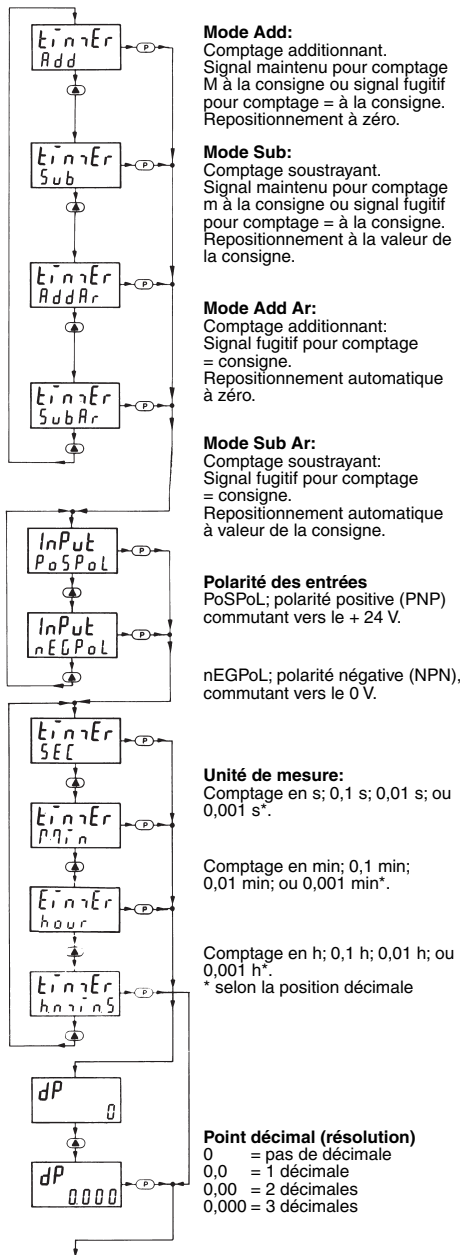 timEr
Add
P
Mode Add:
Comptage additionnant.
Signal maintenu pour comptage
M à la consigne ou signal fugitif
pour comptage = à la consigne.
Repositionnement à zéro.
timEr
Sub
P
Mode Sub:
Comptage soustrayant.
Signal maintenu pour comptage
m à la consigne ou signal fugitif
pour comptage = à la consigne.
Repositionnement à la valeur de
la consigne.
timEr
AddAr
P
Mode Add Ar:
Comptage additionnant:
Signal fugitif pour comptage
= consigne.
Repositionnement automatique
à zéro.
timEr
SubAr
P
Mode Sub Ar:
Comptage soustrayant:
Signal fugitif pour comptage
= consigne.
Repositionnement automatique
à valeur de la consigne.
InPut
PoSPoL
P
Polarité des entrées
PoSPoL; polarité positive (PNP)
commutant vers le + 24 V.
InPut
nEGPoL
P
nEGPoL; polarité négative (NPN),
commutant vers le 0 V.
timEr
SEC
P
Unité de mesure:
Comptage en s; 0,1 s; 0,01 s; ou
0,001 s*.
timEr
P
Comptage en min; 0,1 min;
0,01 min; ou 0,001 min*.
timEr
hour
P
Comptage en h; 0,1 h; 0,01 h; ou
0,001 h*.
* selon la position décimale
timEr
h.min.S
P
dP
0
dP
0.000
P
Point décimal (résolution)
0 = pas de décimale
0,0 = 1 décimale
0,00 = 2 décimales
0,000 = 3 décimales